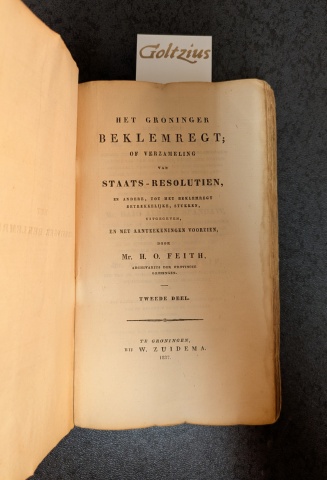 Goltzius
HET GRONINGER
BEKLEMREGT;
OF VERZAMELING
VAN
STAATS-RESOLUTIEN,
EN ANDERE, TOT HET BEKLEMREGT
BETREKKELIJKE, STUKKEN,
UITGEGEVEN,
EN MET AANTEEKENINGEN VOORZIEN,
DOOR
Mr. H. O. FEITH,
ARCHIVARIUS DER PROVINCIE
GRONINGEN.
TWEEDE DEEL.
TE GRONINGEN,
BIJ W. ZUIDEMA.
1837.